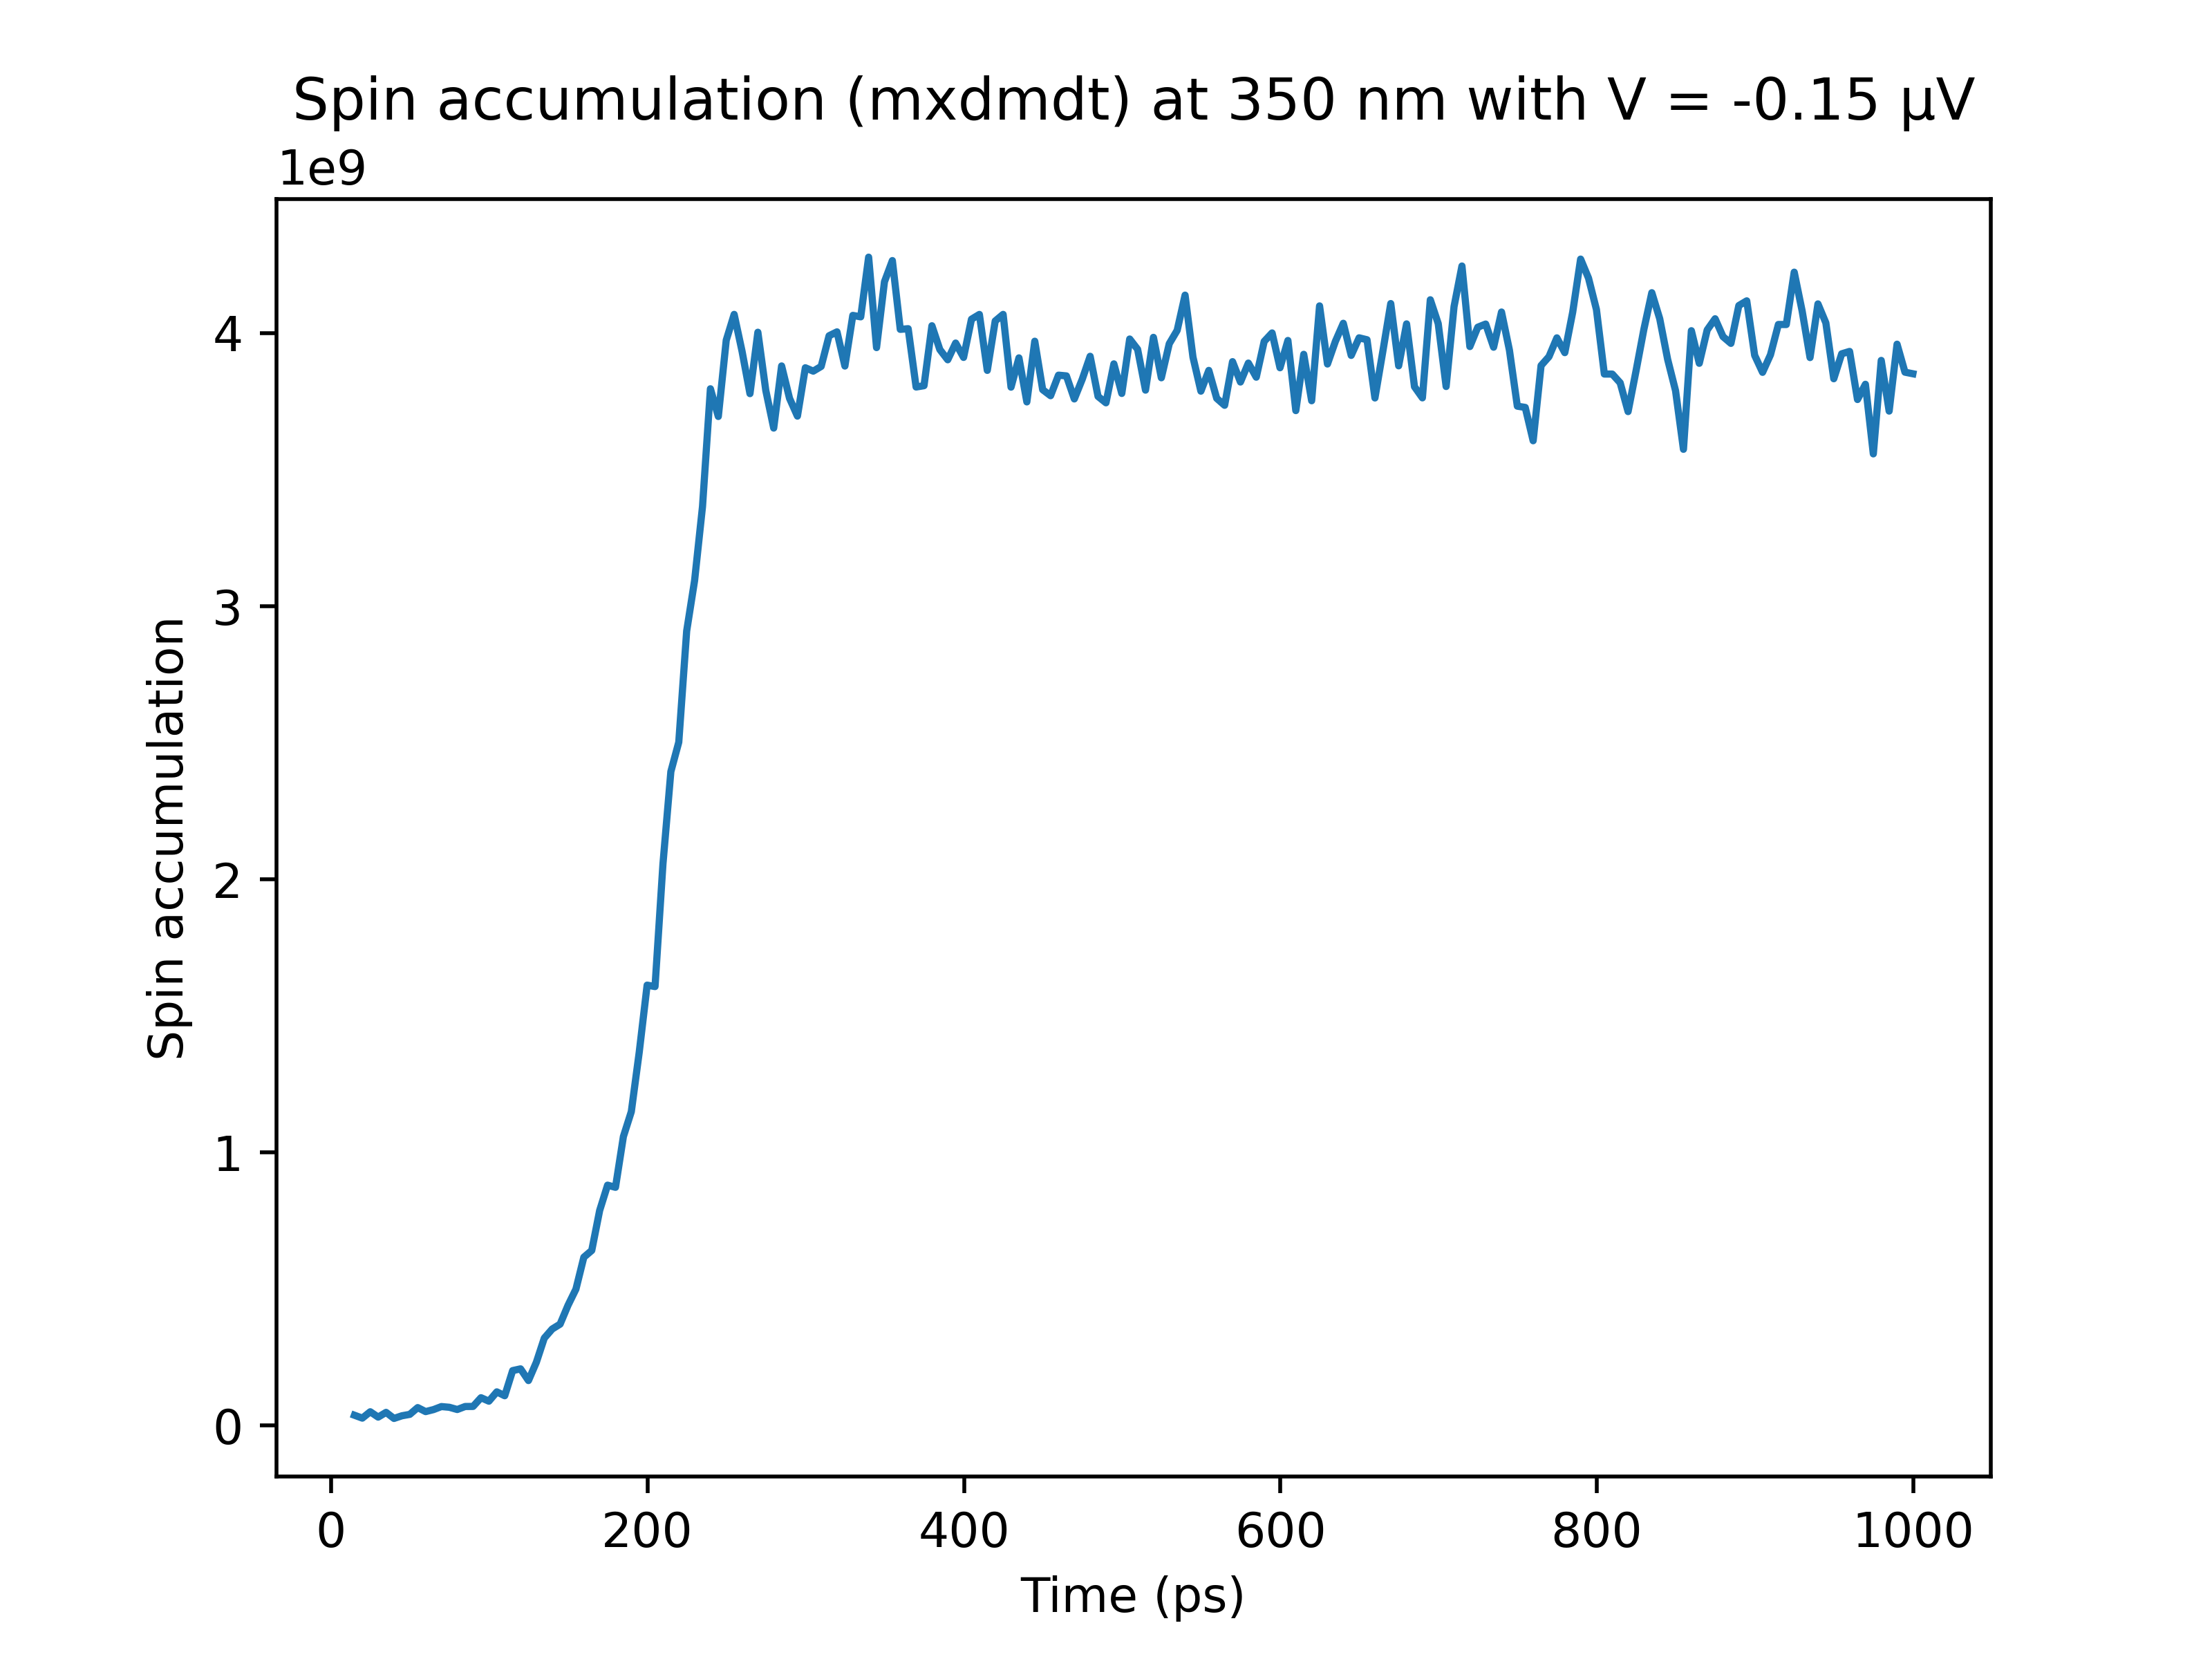 Spin accumulation (mxdmdt) at 350 nm with V = -0.15 µV
1e9
4
3
2
1
0
Spin accumulation
0 200 400 600 800 1000
Time (ps)